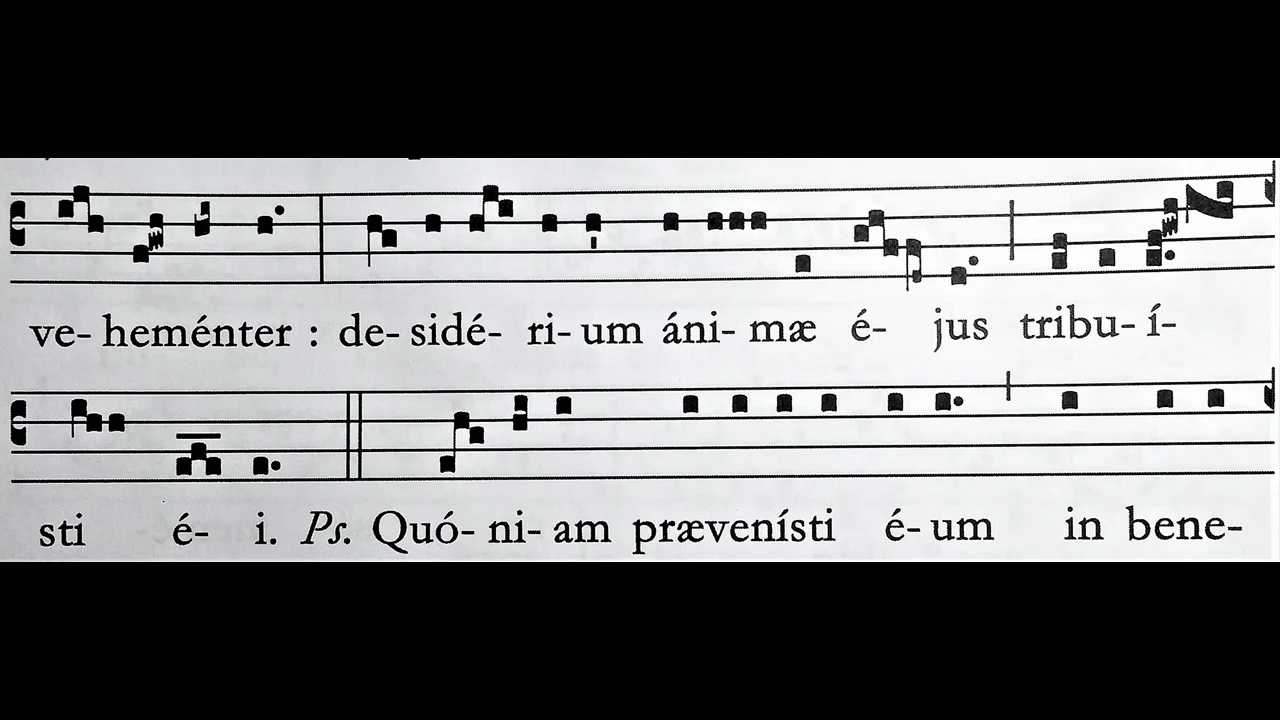 ve- heménter : de- sidé- ri- um áni- mæ é- jus tribu- í-
sti é- i. Ps. Quó- ni- am prævenísti é- um in bene-